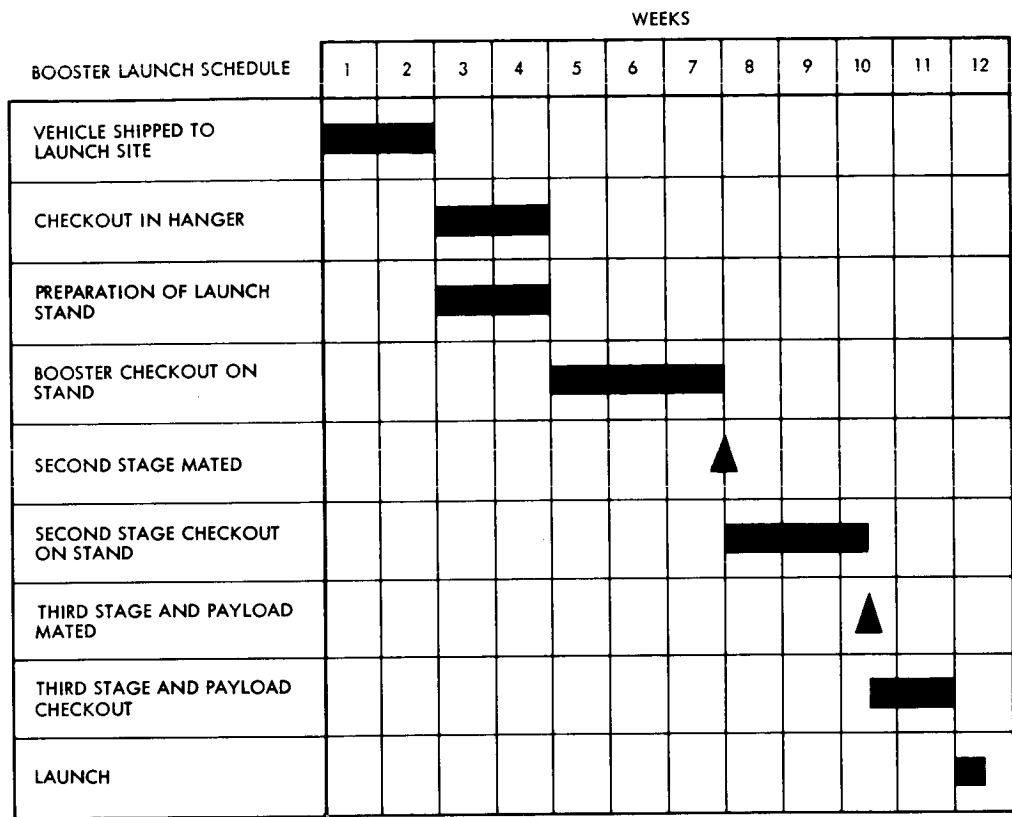 WEEKS
BOOSTER LAUNCH SCHEDULE 1 2 3 4 5 6 7 8 9 10 11 12
VEHICLE SHIPPED TO
LAUNCH SITE
CHECKOUT IN HANGER
PREPARATION OF LAUNCH
STAND
BOOSTER CHECKOUT ON
STAND
SECOND STAGE MATED
SECOND STAGE CHECKOUT
ON STAND
THIRD STAGE AND PAYLOAD
MATED
THIRD STAGE AND PAYLOAD
CHECKOUT
LAUNCH